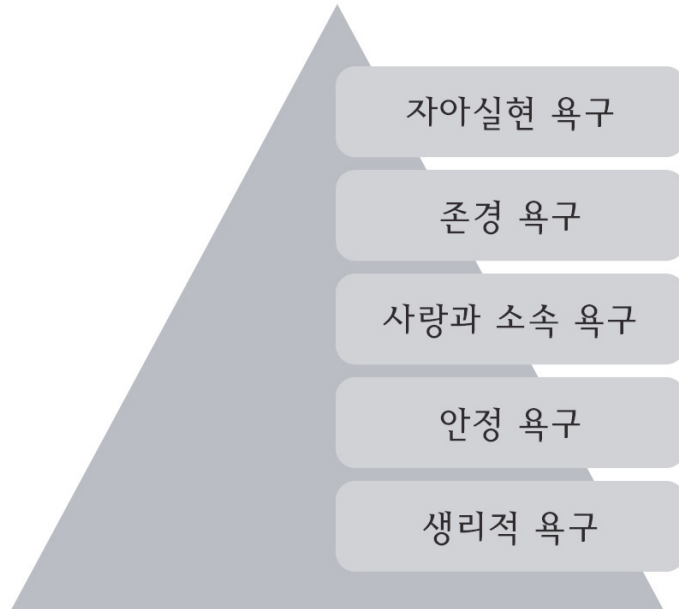 자아실현 욕구
존경 욕구
사랑과 소속 욕구
안정 욕구
생리적 욕구